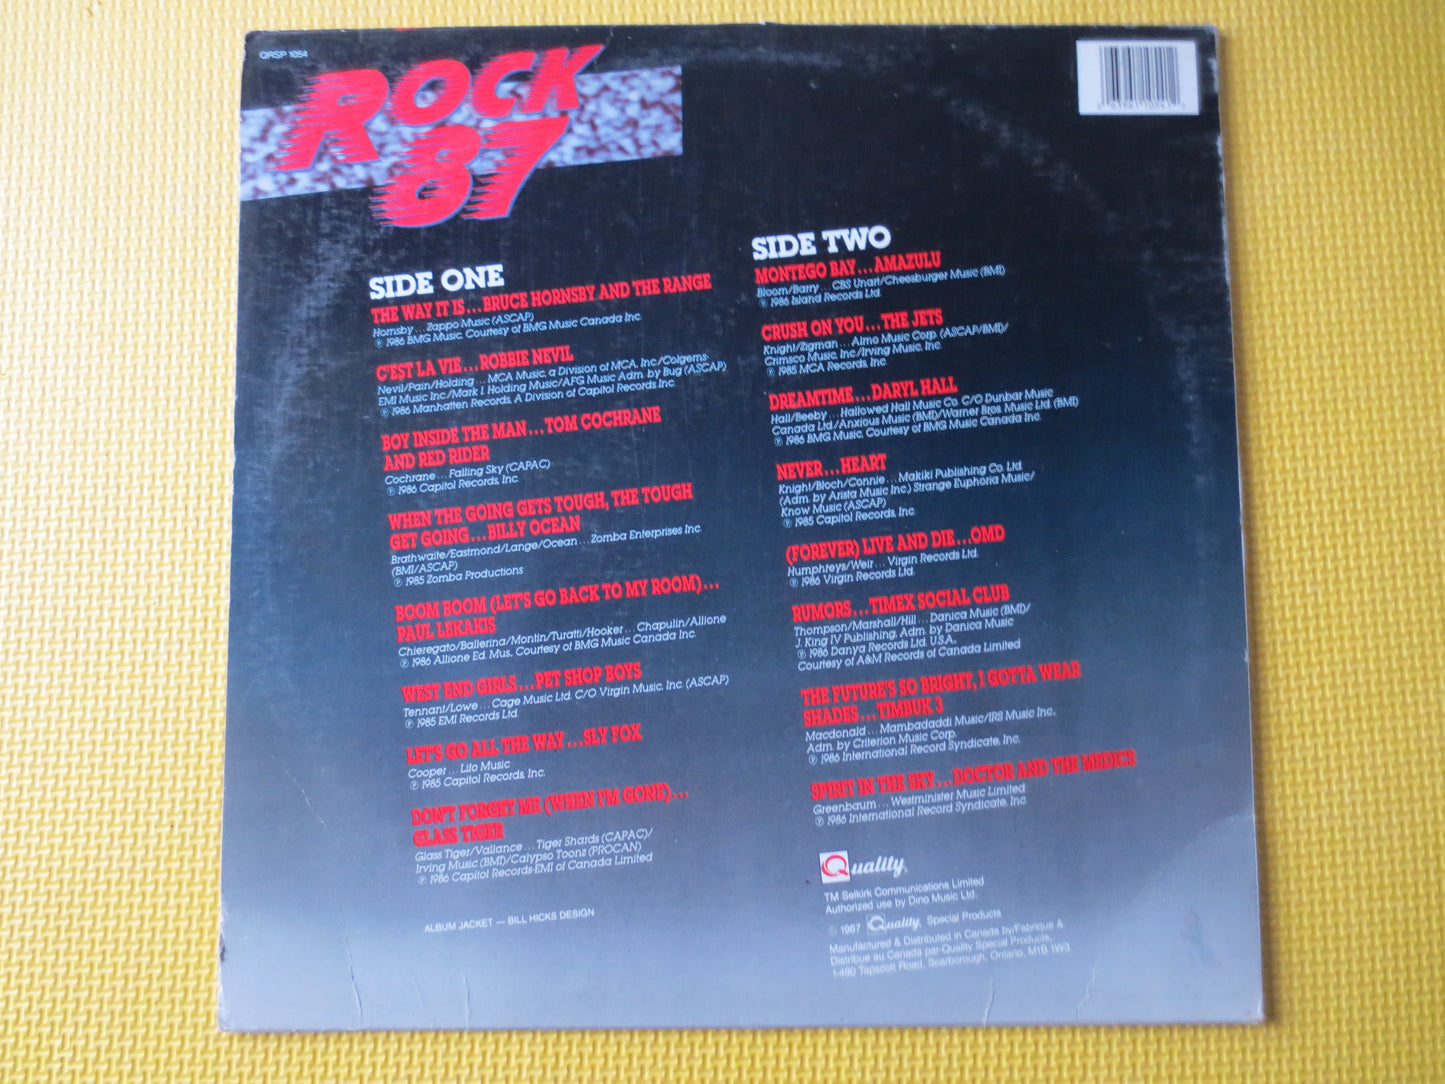 QRSP 1054
ROCK
87
SIDE ONE
THE WAY IT IS...BRUCE HORNSBY AND THE RANGE
Hornsby...Zappo Music (ASCAP)
℗ 1986 BMG Music. Courtesy of BMG Music Canada Inc.
C'EST LA VIE...ROBBIE NEVIL
Nevil/Pain/Holding...MCA Music, a Division of MCA, Inc./Colgems-
EMI Music Inc/Mark I. Holding Music/AFG Music Adm. by Bug (ASCAP)
℗ 1986 Manhatten Records, A Division of Capitol Records Inc.
BOY INSIDE THE MAN...TOM COCHRANE
AND RED RIDER
Cochrane...Falling Sky (CAPAC)
℗ 1986 Capitol Records, Inc.
WHEN THE GOING GETS TOUGH, THE TOUGH
GET GOING...BILLY OCEAN
Brathwaite/Eastmond/Lange/Ocean...Zomba Enterprises Inc.
(BMI/ASCAP)
℗ 1985 Zomba Productions
BOOM BOOM (LET'S GO BACK TO MY ROOM)...
PAUL LEKAKIS
Chieregato/Ballerina/Montin/Turatti/Hooker...Chapulin/Allione
℗ 1986 Allione Ed. Mus., Courtesy of BMG Music Canada Inc.
WEST END GIRLS...PET SHOP BOYS
Tennant/Lowe...Cage Music Ltd. C/O Virgin Music, Inc. (ASCAP)
℗ 1985 EMI Records Ltd.
LET'S GO ALL THE WAY...SLY FOX
Cooper...Lifo Music
℗ 1985 Capitol Records, Inc.
DON'T FORGET ME (WHEN I'M GONE)...
GLASS TIGER
Glass Tiger/Vallance...Tiger Shards (CAPAC)/
Irving Music (BMI)/Calypso Toonz (PROCAN)
℗ 1986 Capitol Records-EMI of Canada Limited
ALBUM JACKET — BILL HICKS DESIGN
SIDE TWO
MONTEGO BAY...AMAZULU
Bloom/Barry...CBS Unart/Cheesburger Music (BMI)
℗ 1986 Island Records Ltd.
CRUSH ON YOU...THE JETS
Knight/Zigman...Almo Music Corp. (ASCAP/BMI)/
Crimsco Music, Inc./Irving Music, Inc.
℗ 1985 MCA Records, Inc.
DREAMTIME...DARYL HALL
Hall/Beeby...Hallowed Hall Music Co. C/O Dunbar Music
Canada Ltd./Anxious Music (BMI)/Warner Bros. Music Ltd. (BMI)
℗ 1986 BMG Music, Courtesy of BMG Music Canada Inc.
NEVER...HEART
Knight/Bloch/Connie...Makiki Publishing Co. Ltd.
(Adm. by Arista Music Inc.) Strange Euphoria Music/
Know Music (ASCAP)
℗ 1985 Capitol Records, Inc.
(FOREVER) LIVE AND DIE...OMD
Humphreys/Weir...Virgin Records Ltd.
℗ 1986 Virgin Records Ltd.
RUMORS...TIMEX SOCIAL CLUB
Thompson/Marshall/Hill...Danica Music (BMI)/
J. King IV Publishing, Adm. by Danica Music
℗ 1986 Danya Records Ltd. U.S.A.,
Courtesy of A&M Records of Canada Limited
THE FUTURE'S SO BRIGHT, I GOTTA WEAR
SHADES...TIMBUK 3
Macdonald...Mambadaddi Music/IRS Music Inc.,
Adm. by Criterion Music Corp.
℗ 1986 International Record Syndicate, Inc.
SPIRIT IN THE SKY...DOCTOR AND THE MEDICS
Greenbaum...Westminister Music Limited
℗ 1986 International Record Syndicate, Inc.
Quality
TM Selkirk Communications Limited
Authorized use by Dino Music Ltd.
© 1987 Quality Special Products
Manufactured & Distributed in Canada by/Fabrique &
Distribue au Canada par-Quality Special Products,
1-480 Tapscott Road, Scarborough, Ontario, M1B 1W3